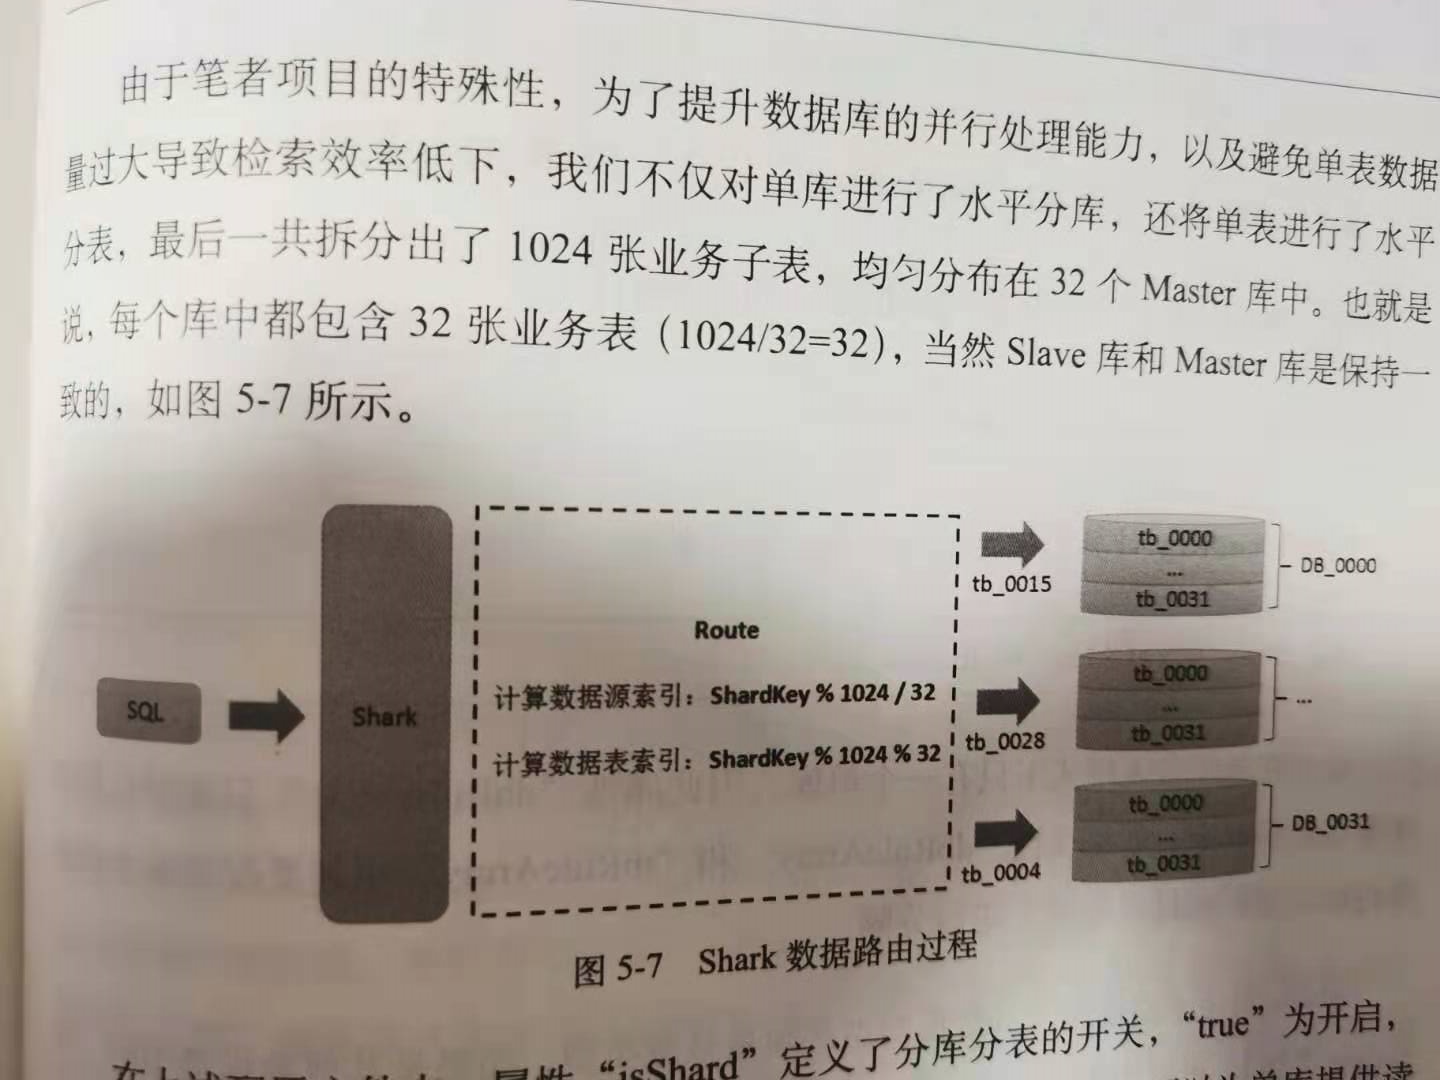 由于笔者项目的特殊性，为了提升数据库的并行处理能力，以及避免单表数据
量过大导致检索效率低下，我们不仅对单库进行了水平分库，还将单表进行了水平
分表，最后一共拆分出了 1024 张业务子表，均匀分布在 32 个 Master 库中。也就是
说，每个库中都包含 32 张业务表（1024/32=32），当然 Slave 库和 Master 库是保持一
致的，如图 5-7 所示。
SQL
Shark
Route
计算数据源索引：ShardKey % 1024 / 32
计算数据表索引：ShardKey % 1024 % 32
tb_0015
tb_0028
tb_0004
tb_0000
...
tb_0031
DB_0000
tb_0000
...
tb_0031
...
tb_0000
...
tb_0031
DB_0031
图 5-7 Shark 数据路由过程
属性“isShard”定义了分库分表的开关，“true”为开启，